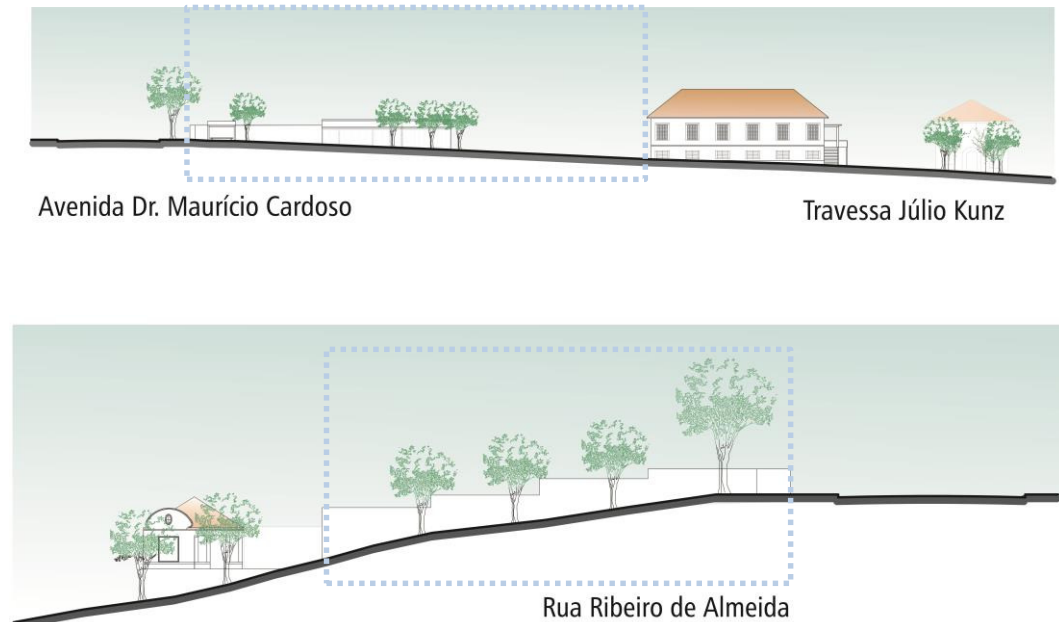 Avenida Dr. Maurício Cardoso
Travessa Júlio Kunz
Rua Ribeiro de Almeida